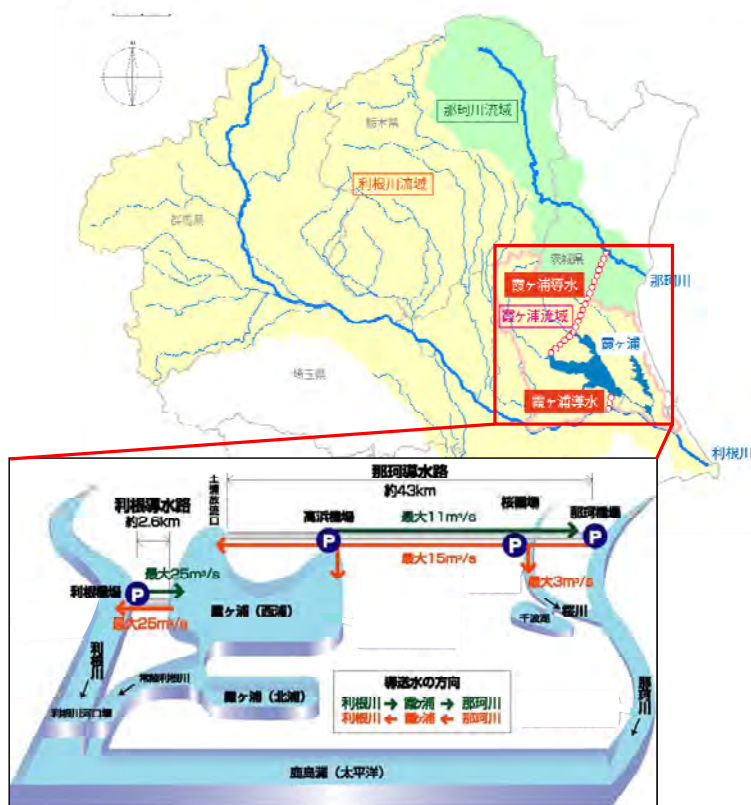 那珂川流域
栃木県
利根川流域
群馬県
茨城県
霞ヶ浦導水
那珂川
霞ヶ浦流域
霞ヶ浦
埼玉県
霞ヶ浦導水
利根川
那珂導水路
約43km
利根導水路
約2.6km
土浦放流口
高浜機場
最大11m³/s
桜機場
那珂機場
P
P
P
最大25m³/s
最大15m³/s
利根機場
P
最大3m³/s
最大25m³/s
霞ヶ浦(西浦)
千波湖
桜川
利根川
常陸利根川
導送水の方向
那珂川
霞ヶ浦(北浦)
利根川→霞ヶ浦→那珂川
利根川河口堰
利根川←霞ヶ浦←那珂川
鹿島灘(太平洋)